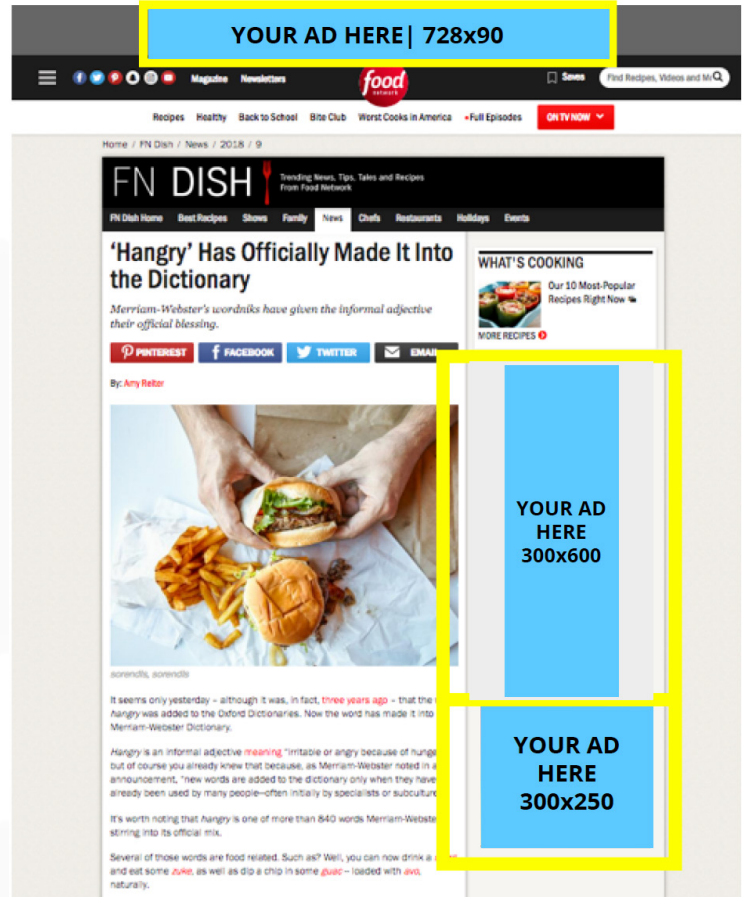 YOUR AD HERE| 728x90
Magazine Newsletters
food
network
Saves
Find Recipes, Videos and
Recipes Healthy Back to School Bite Club Worst Cooks in America Full Episodes ON TV NOW
Home / FN Dish / News / 2018 / 9
FN DISH
Trending News, Tips, Tales and Recipes
From Food Network
FN Dish Home Best Recipes Shows Family News Chefs Restaurants Holidays Events
‘Hangry’ Has Officially Made It Into
the Dictionary
Merriam-Webster's wordniks have given the informal adjective
their official blessing.
PINTEREST FACEBOOK TWITTER EMAIL
By: Amy Reiter
WHAT'S COOKING
Our 10 Most-Popular
Recipes Right Now
MORE RECIPES
YOUR AD
HERE
300x600
sorendls, sorendls
It seems only yesterday – although it was, in fact, three years ago – that the
hangry was added to the Oxford Dictionaries. Now the word has made it into
Merriam-Webster Dictionary.
Hangry is an informal adjective meaning "irritable or angry because of
but of course you already knew that because, as Merriam-Webster noted in
announcement, "new words are added to the dictionary only when they have
already been used by many people—often initially by specialists or
It's worth noting that hangry is one of more than 840 words
stirring into its official mix.
Several of those words are food related. Such as? Well, you can now drink a
and eat some zuke, as well as dip a chip in some guac – loaded with avo,
naturally.
YOUR AD
HERE
300x250